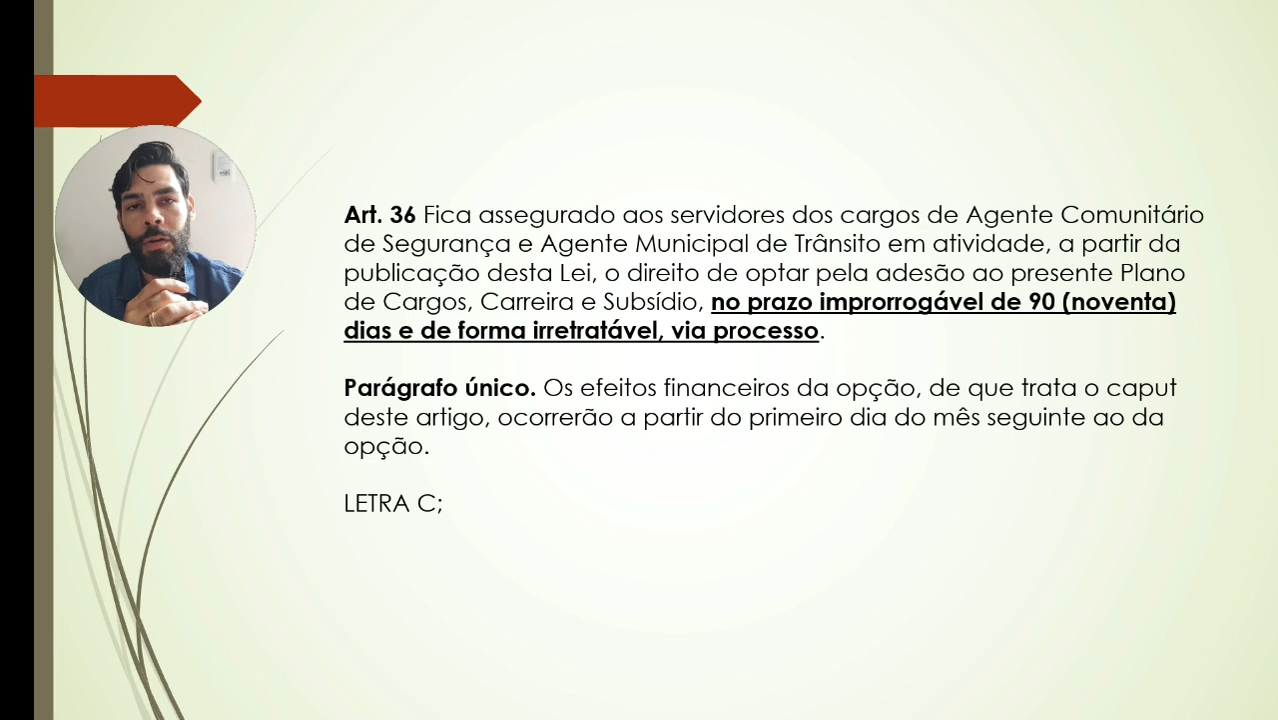 Art. 36 Fica assegurado aos servidores dos cargos de Agente Comunitário
de Segurança e Agente Municipal de Trânsito em atividade, a partir da
publicação desta Lei, o direito de optar pela adesão ao presente Plano
de Cargos, Carreira e Subsídio, no prazo improrrogável de 90 (noventa)
dias e de forma irretratável, via processo.
Parágrafo único. Os efeitos financeiros da opção, de que trata o caput
deste artigo, ocorrerão a partir do primeiro dia do mês seguinte ao da
opção.
LETRA C;